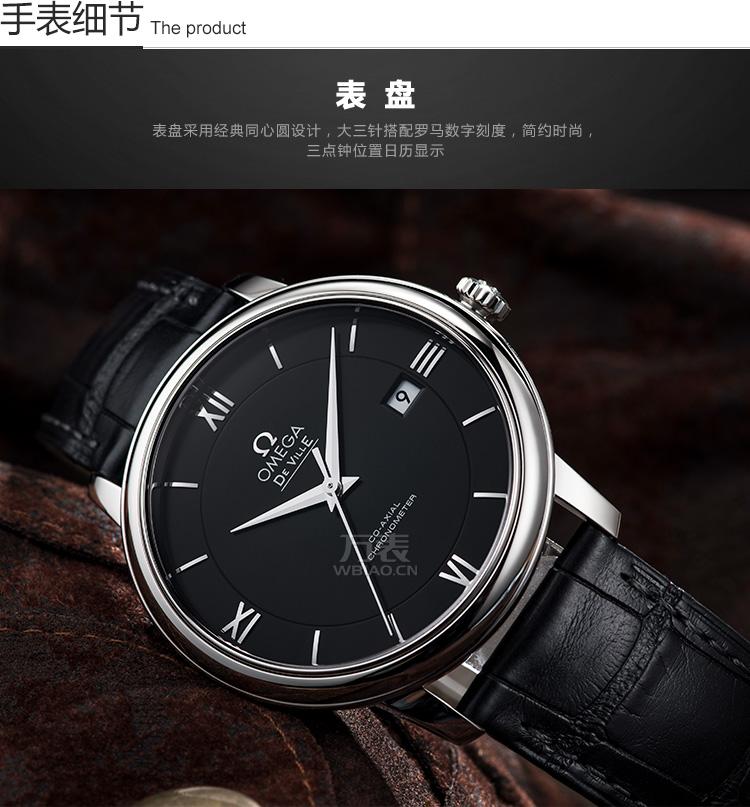 手表细节 The product
表盘
表盘采用经典同心圆设计，大三针搭配罗马数字刻度，简约时尚，
三点钟位置日历显示
XII
III
9
Ω
OMEGA
DE VILLE
CO-AXIAL
CHRONOMETER
万表
WBIAO.CN
VI
IX